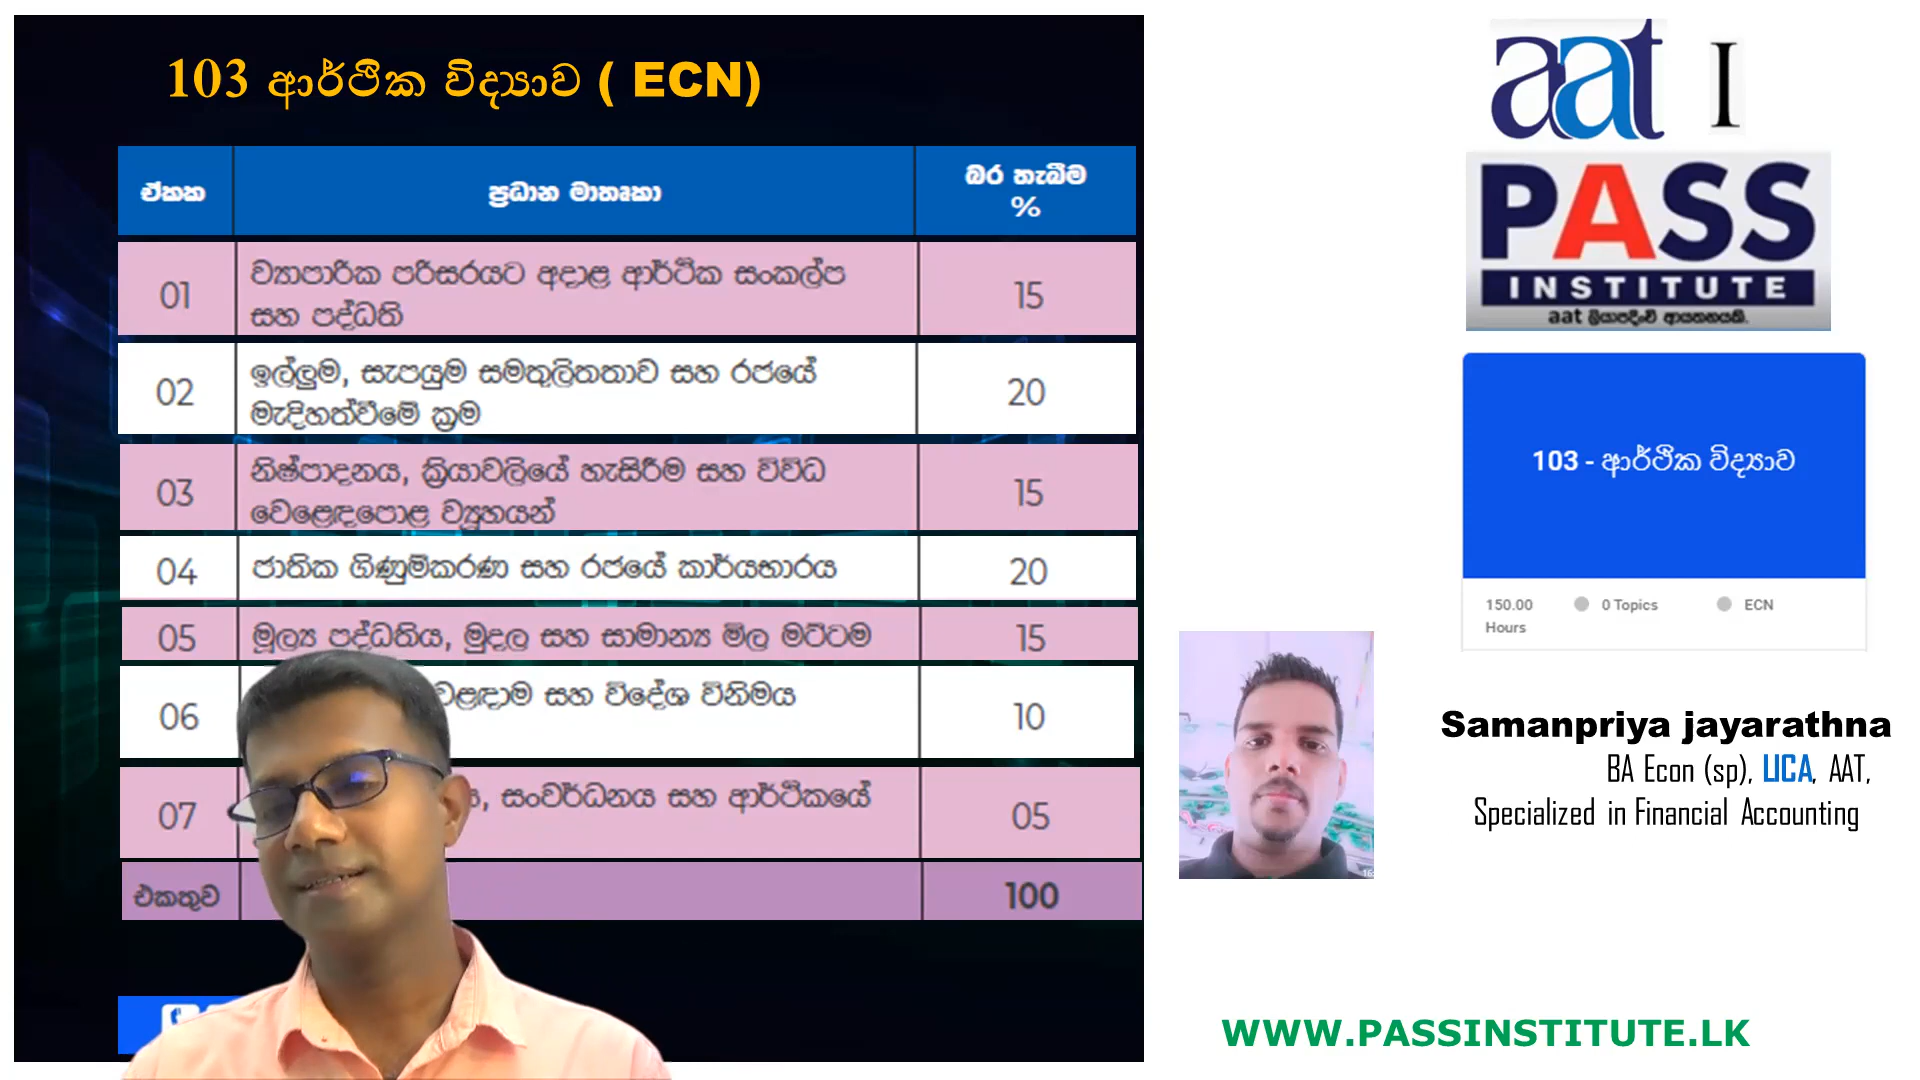 103 ආර්ථික විද්‍යාව ( ECN)
ඒකක
ප්‍රධාන මාතෘකා
බර තැබීම
%
01
ව්‍යාපාරික පරිසරයට අදාළ ආර්ථික සංකල්ප
සහ පද්ධති
15
02
ඉල්ලුම, සැපයුම සමතුලිතතාව සහ රජයේ
මැදිහත්වීමේ ක්‍රම
20
03
නිෂ්පාදනය, ක්‍රියාවලියේ හැසිරීම සහ විවිධ
වෙළෙඳපොළ ව්‍යූහයන්
15
04
ජාතික ගිණුම්කරණ සහ රජයේ කාර්යභාරය
20
05
මූල්‍ය පද්ධතිය, මුදල සහ සාමාන්‍ය මිල මට්ටම
15
06
සහ විදේශ විනිමය
10
07
සංවර්ධනය සහ ආර්ථිකයේ
05
එකතුව
100
aat I
PASS
INSTITUTE
aat ලියාපදිංචි ආයතනයකි.
103 - ආර්ථික විද්‍යාව
150.00
Hours
0 Topics
ECN
Samanpriya jayarathna
BA Econ (sp), LICA, AAT,
Specialized in Financial Accounting
WWW.PASSINSTITUTE.LK